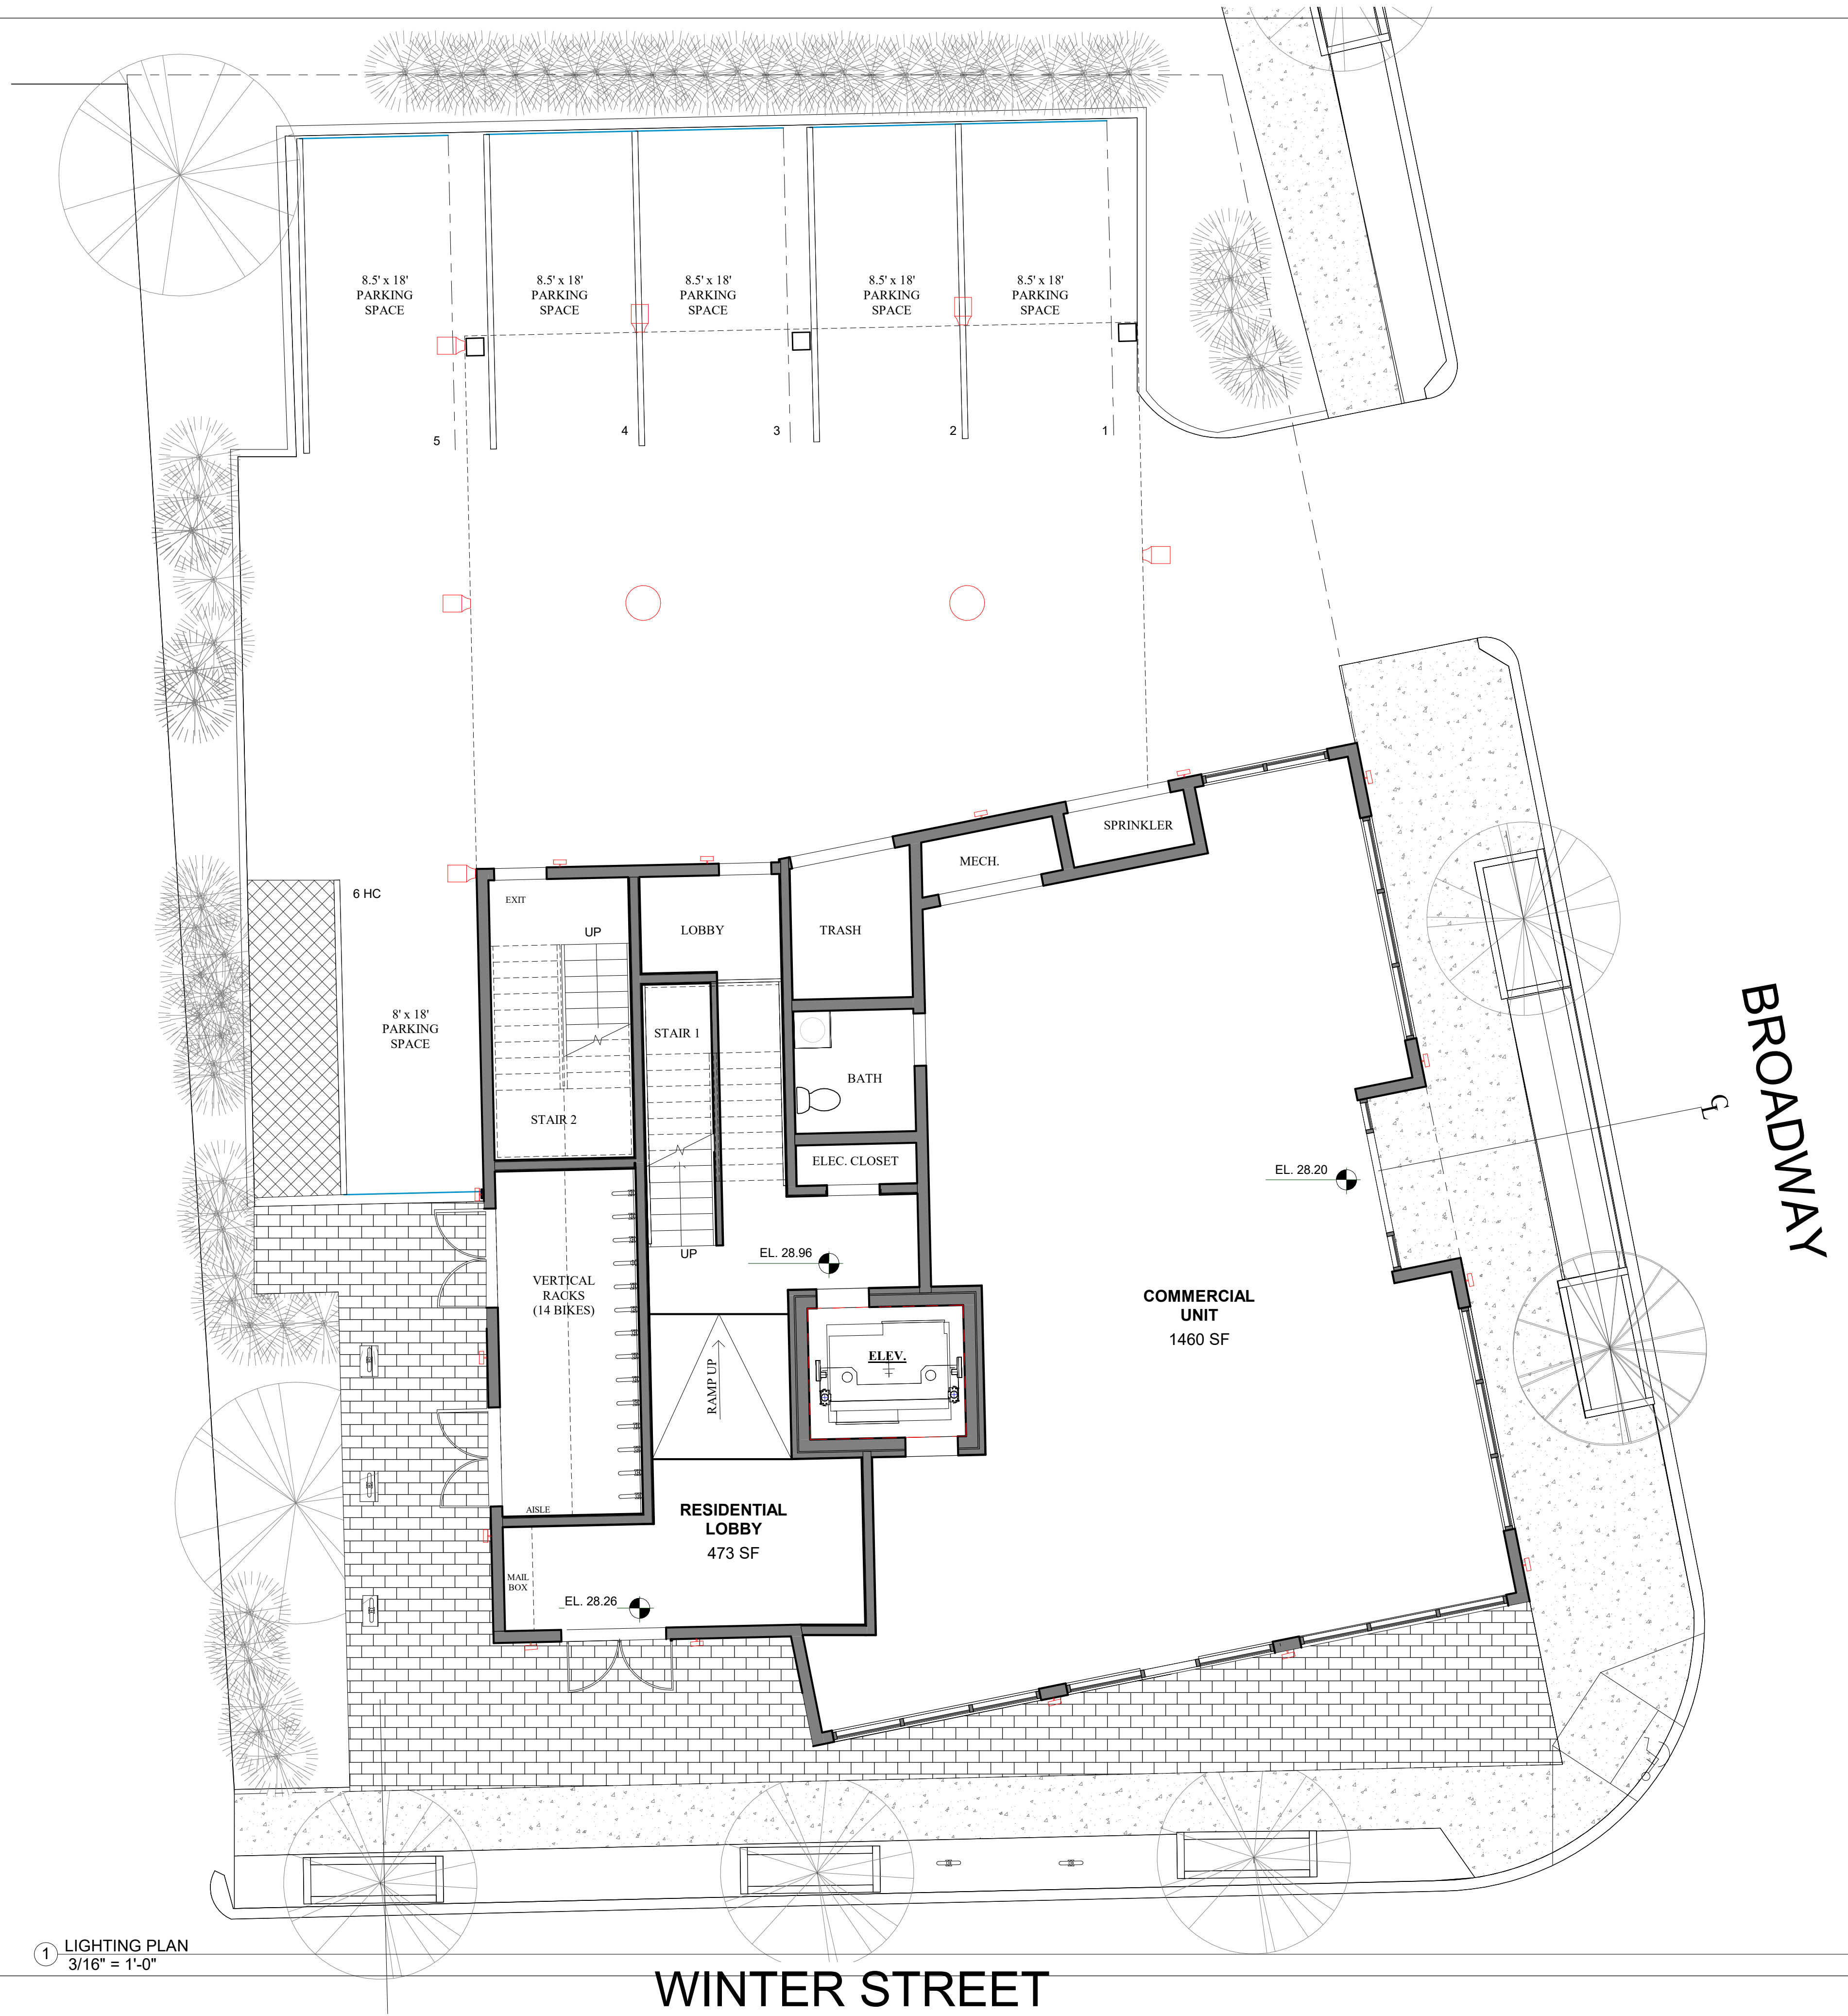 8.5' x 18'
PARKING
SPACE
8.5' x 18'
PARKING
SPACE
8.5' x 18'
PARKING
SPACE
8.5' x 18'
PARKING
SPACE
8.5' x 18'
PARKING
SPACE
5
4
3
2
1
6 HC
8' x 18'
PARKING
SPACE
EXIT
UP
LOBBY
TRASH
MECH.
SPRINKLER
STAIR 1
STAIR 2
BATH
ELEC. CLOSET
UP
EL. 28.96
EL. 28.20
VERTICAL
RACKS
(14 BIKES)
RAMP UP
ELEV.
COMMERCIAL
UNIT
1460 SF
AISLE
RESIDENTIAL
LOBBY
473 SF
MAIL
BOX
EL. 28.26
BROADWAY
CL
1
LIGHTING PLAN
3/16" = 1'-0"
WINTER STREET